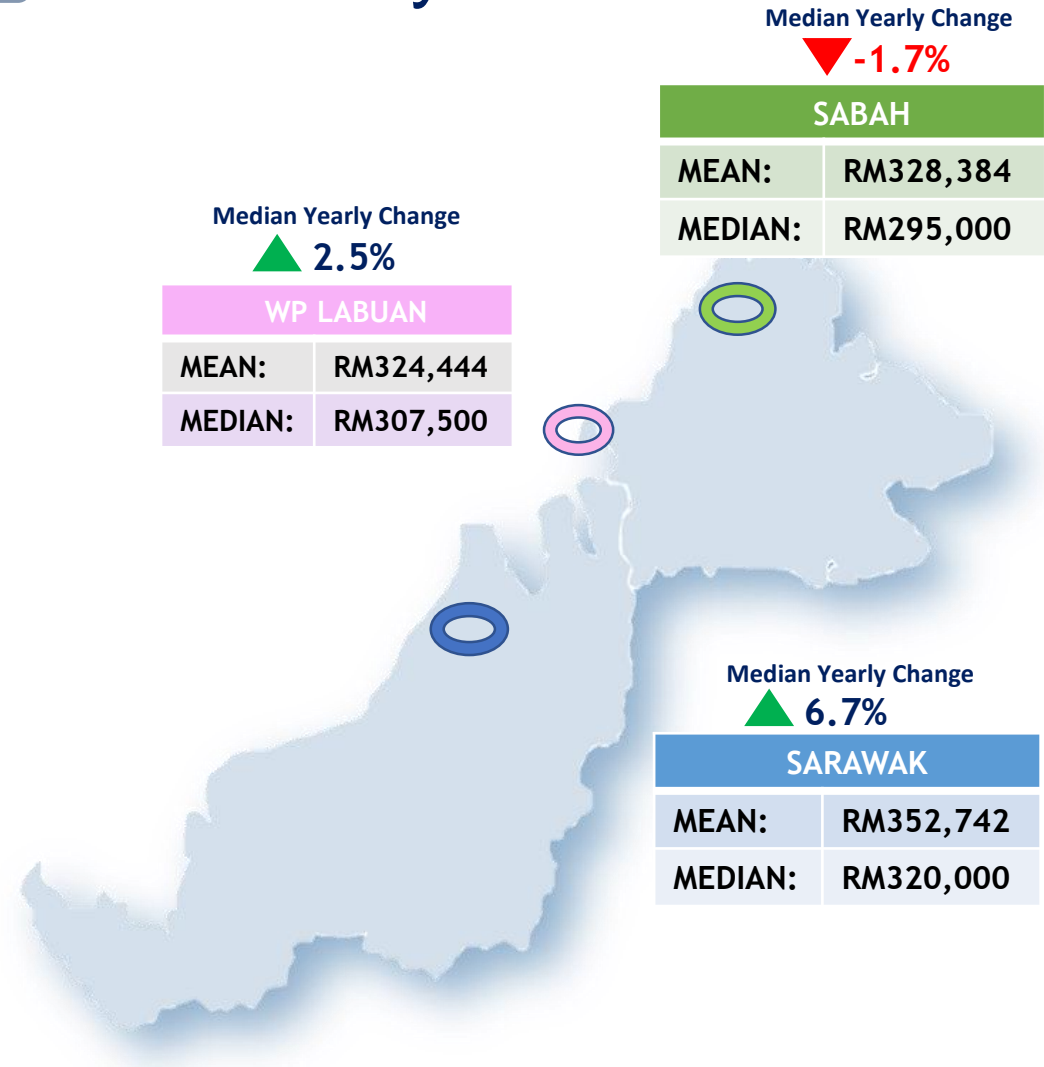 Median Yearly Change
-1.7%
SABAH
MEAN: RM328,384
MEDIAN: RM295,000
Median Yearly Change
2.5%
WP LABUAN
MEAN: RM324,444
MEDIAN: RM307,500
Median Yearly Change
6.7%
SARAWAK
MEAN: RM352,742
MEDIAN: RM320,000